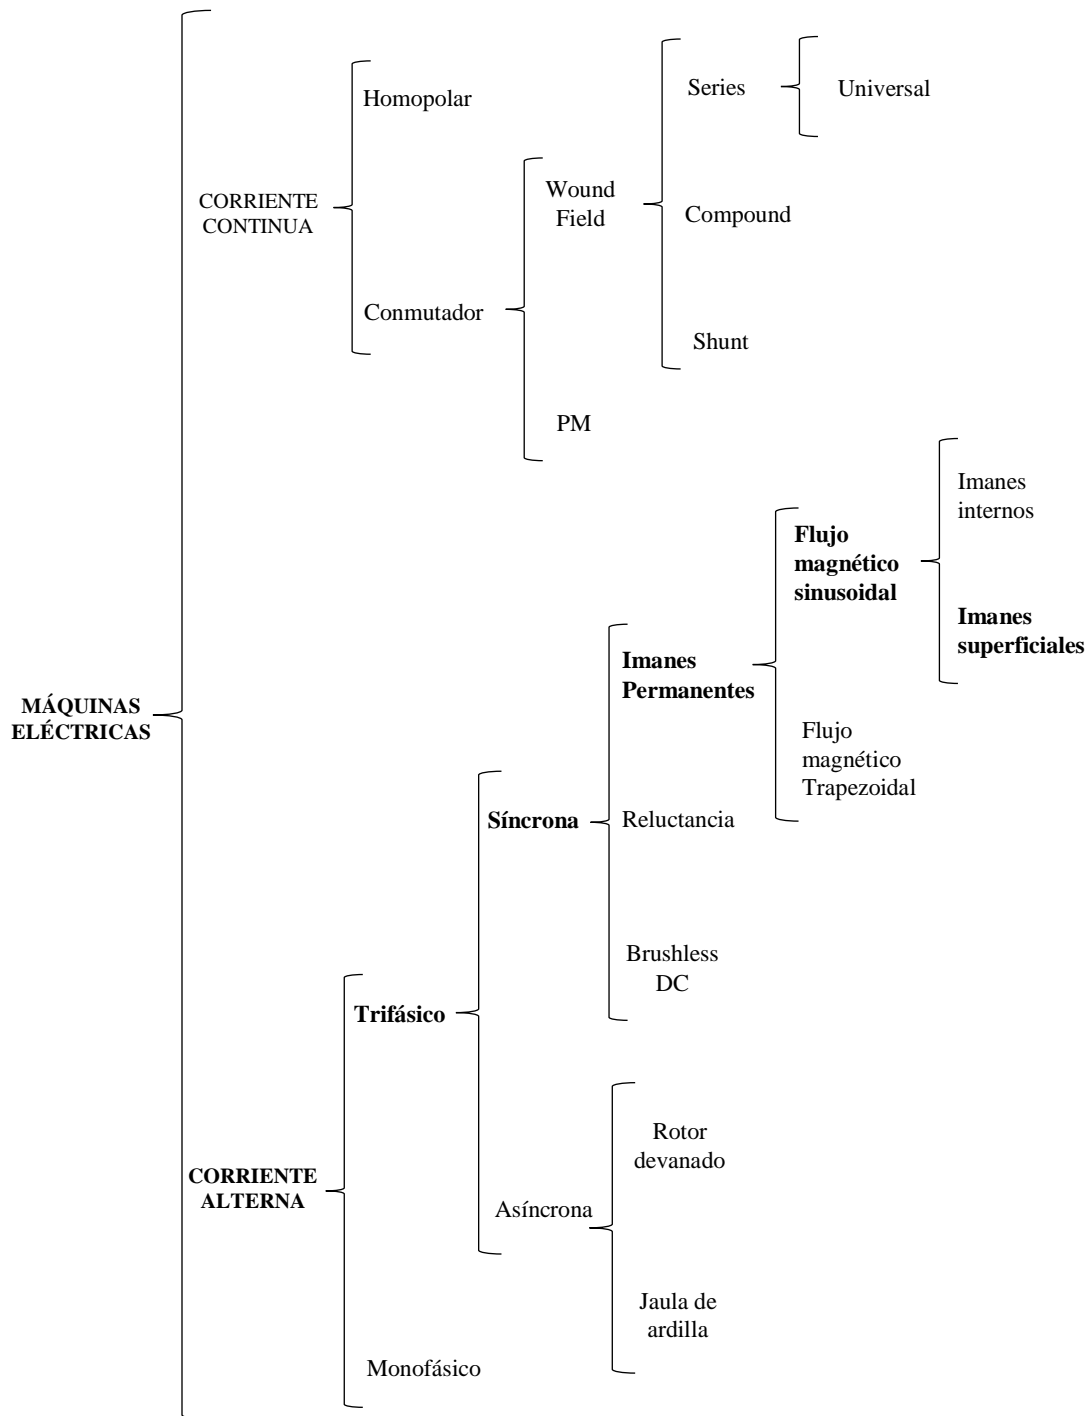 MÁQUINAS
ELÉCTRICAS
CORRIENTE
CONTINUA
Homopolar
Conmutador
Wound
Field
Series
Universal
Compound
Shunt
PM
CORRIENTE
ALTERNA
Trifásico
Síncrona
Imanes
Permanentes
Flujo
magnético
sinusoidal
Imanes
internos
Imanes
superficiales
Flujo
magnético
Trapezoidal
Reluctancia
Brushless
DC
Asíncrona
Rotor
devanado
Jaula de
ardilla
Monofásico